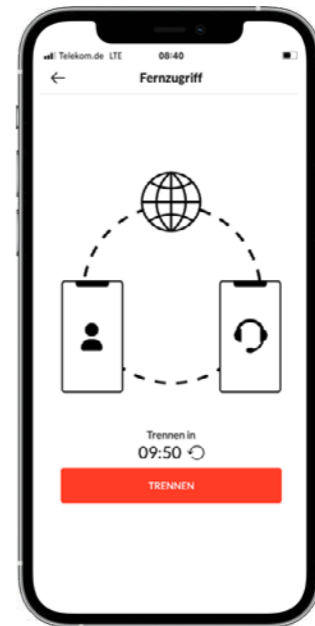 Telekom.de LTE 08:40
Fernzugriff
Trennen in
09:50
TRENNEN